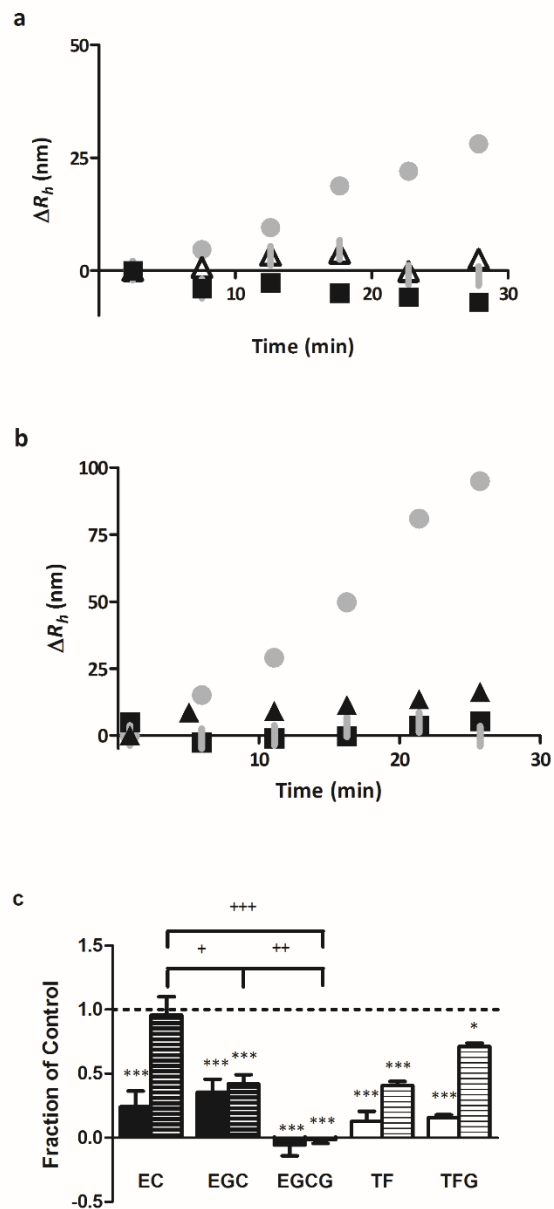 a
50
25
0
10
20
30
ΔRh (nm)
Time (min)
b
100
75
50
25
0
10
20
30
ΔRh (nm)
Time (min)
c
+++
+
++
1.5
1.0
0.5
0.0
-0.5
Fraction of Control
***
***
***
***
***
***
***
***
*
EC
EGC
EGCG
TF
TFG